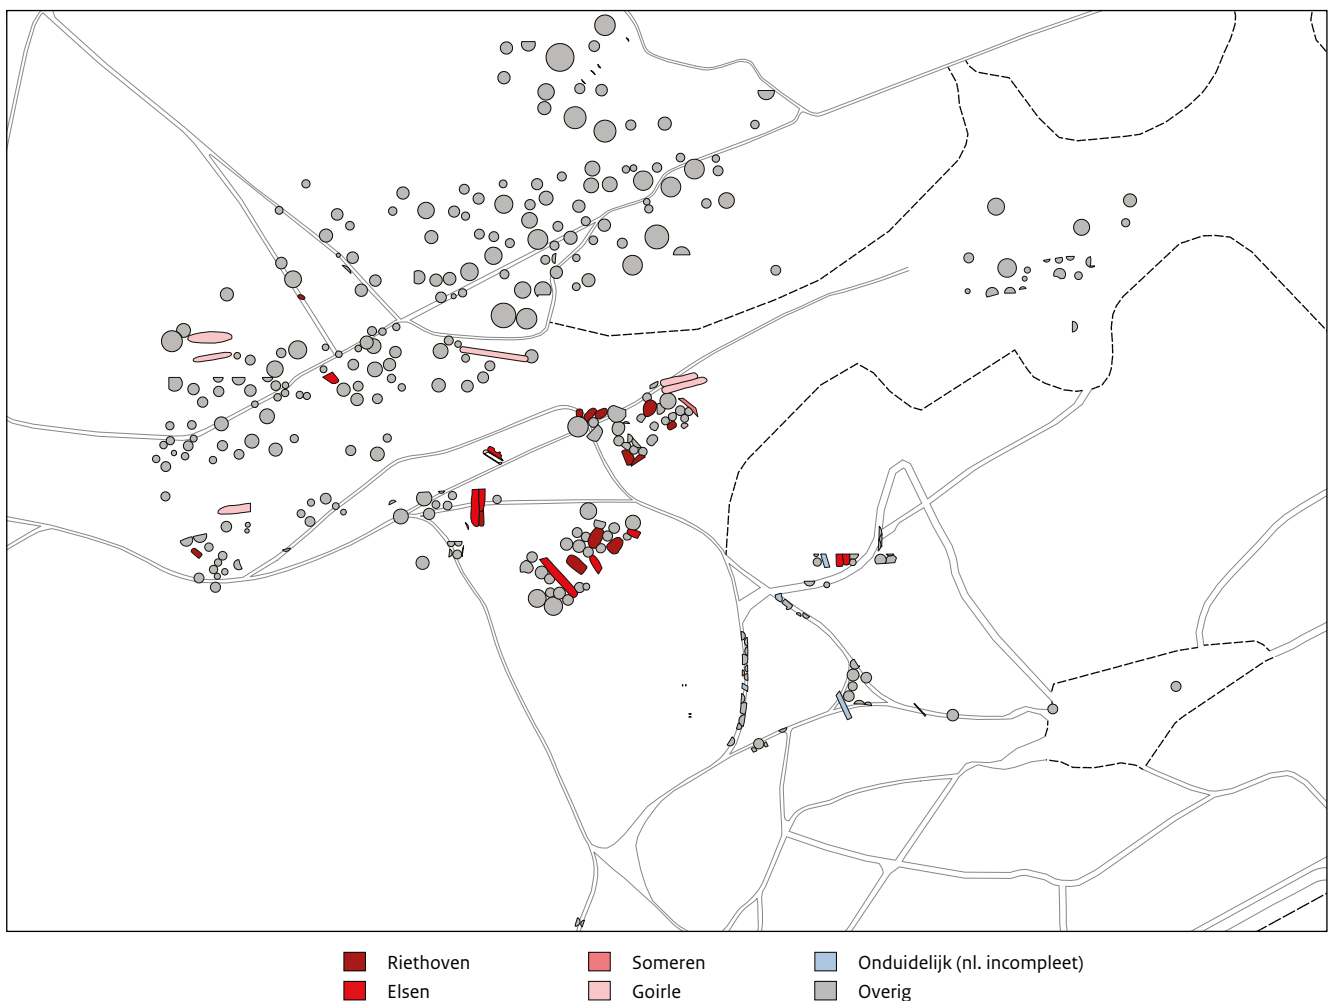 Riethoven
Someren
Onduidelijk (nl. incompleet)
Elsen
Goirle
Overig